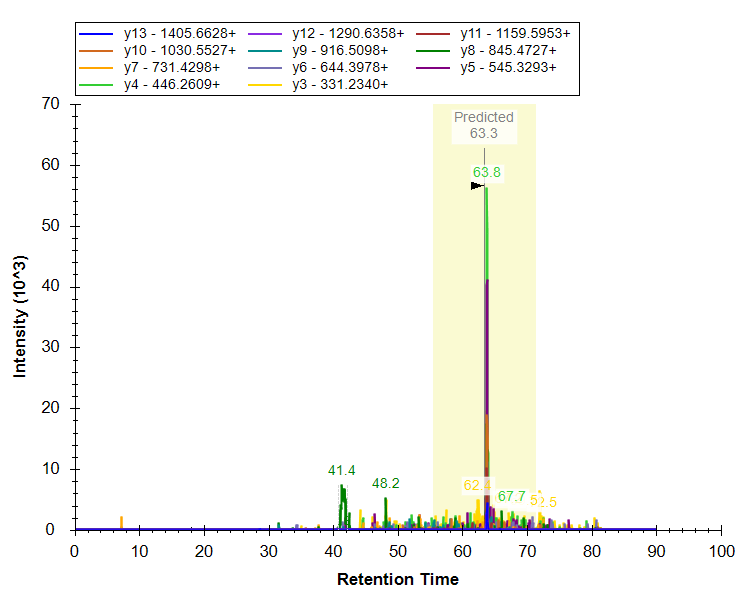 y13 - 1405.6628+ y12 - 1290.6358+ y11 - 1159.5953+
y10 - 1030.5527+ y9 - 916.5098+ y8 - 845.4727+
y7 - 731.4298+ y6 - 644.3978+ y5 - 545.3293+
y4 - 446.2609+ y3 - 331.2340+
70
60
50
40
30
20
10
0
Intensity (10^3)
Predicted
63.3
63.8
41.4
48.2
62.4
67.7
0 10 20 30 40 50 60 70 80 90 100
Retention Time